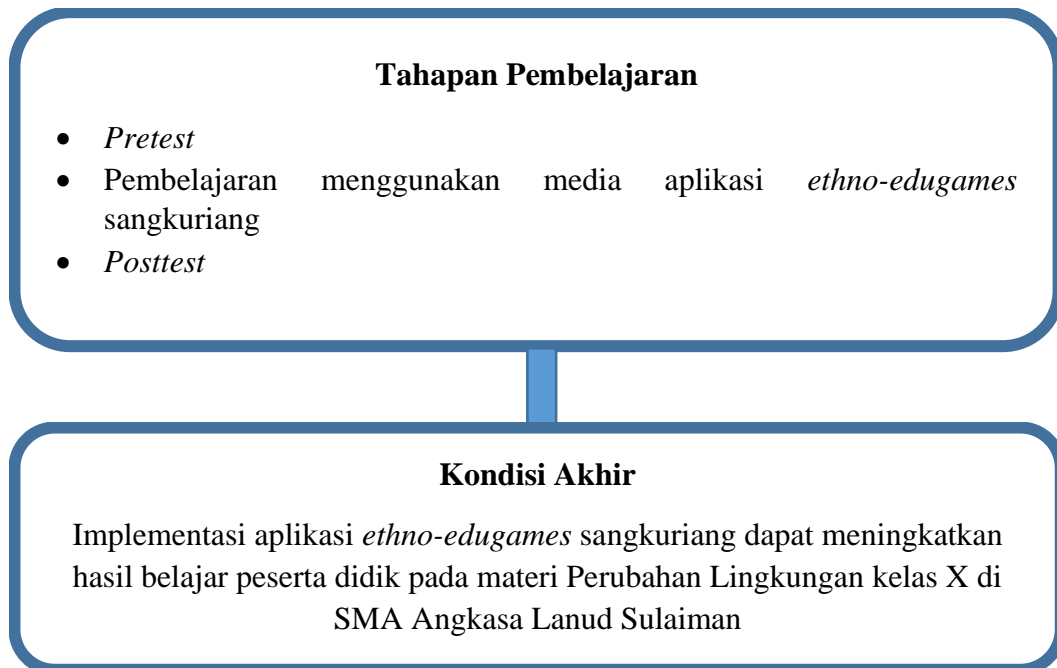 Tahapan Pembelajaran
• Pretest
• Pembelajaran menggunakan media aplikasi ethno-edugames
sangkuriang
• Posttest
Kondisi Akhir
Implementasi aplikasi ethno-edugames sangkuriang dapat meningkatkan
hasil belajar peserta didik pada materi Perubahan Lingkungan kelas X di
SMA Angkasa Lanud Sulaiman